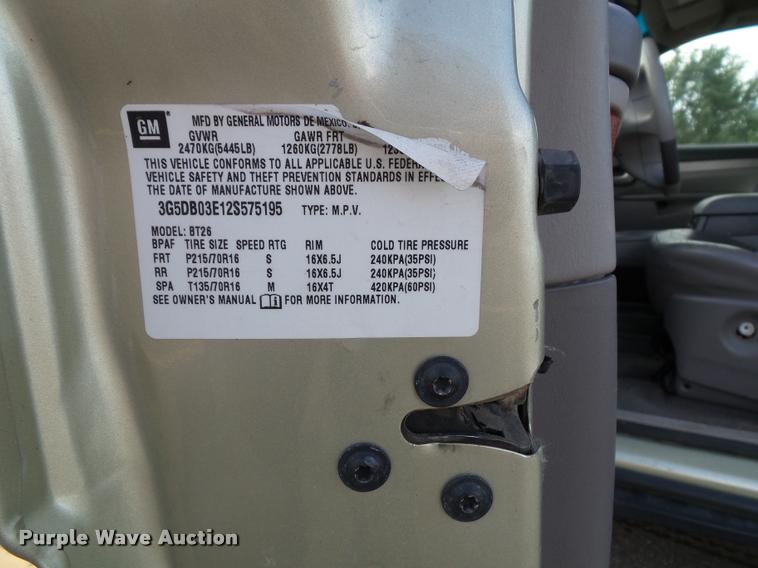 GM
MFD BY GENERAL MOTORS DE MEXICO,
GVWR GAWR FRT
2470KG(5445LB) 1260KG(2778LB)
THIS VEHICLE CONFORMS TO ALL APPLICABLE U.S.
VEHICLE SAFETY AND THEFT PREVENTION STANDARDS IN
THE DATE OF MANUFACTURE SHOWN ABOVE.
3G5DB03E12S575195 TYPE: M.P.V.
MODEL: BT26
BPAF TIRE SIZE SPEED RTG RIM COLD TIRE PRESSURE
FRT P215/70R16 S 16X6.5J 240KPA(35PSI)
RR P215/70R16 S 16X6.5J 240KPA(35PSI)
SPA T135/70R16 M 16X4T 420KPA(60PSI)
SEE OWNER'S MANUAL FOR MORE INFORMATION.
Purple Wave Auction